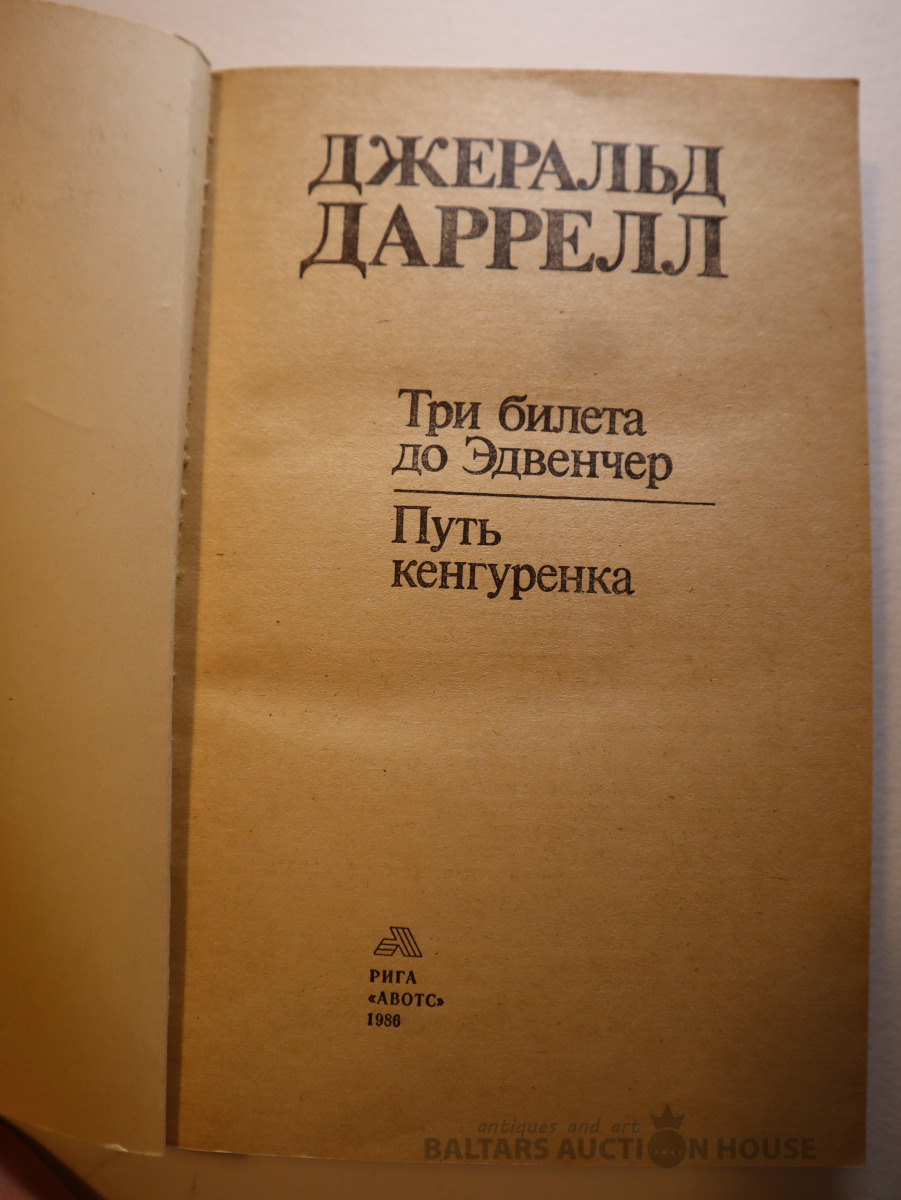 ДЖЕРАЛЬД
ДАРРЕЛЛ
Три билета
до Эдвенчер
Путь
кенгуренка
РИГА
«АВОТС»
1986
antiques and art
BALTARS AUCTION HOUSE